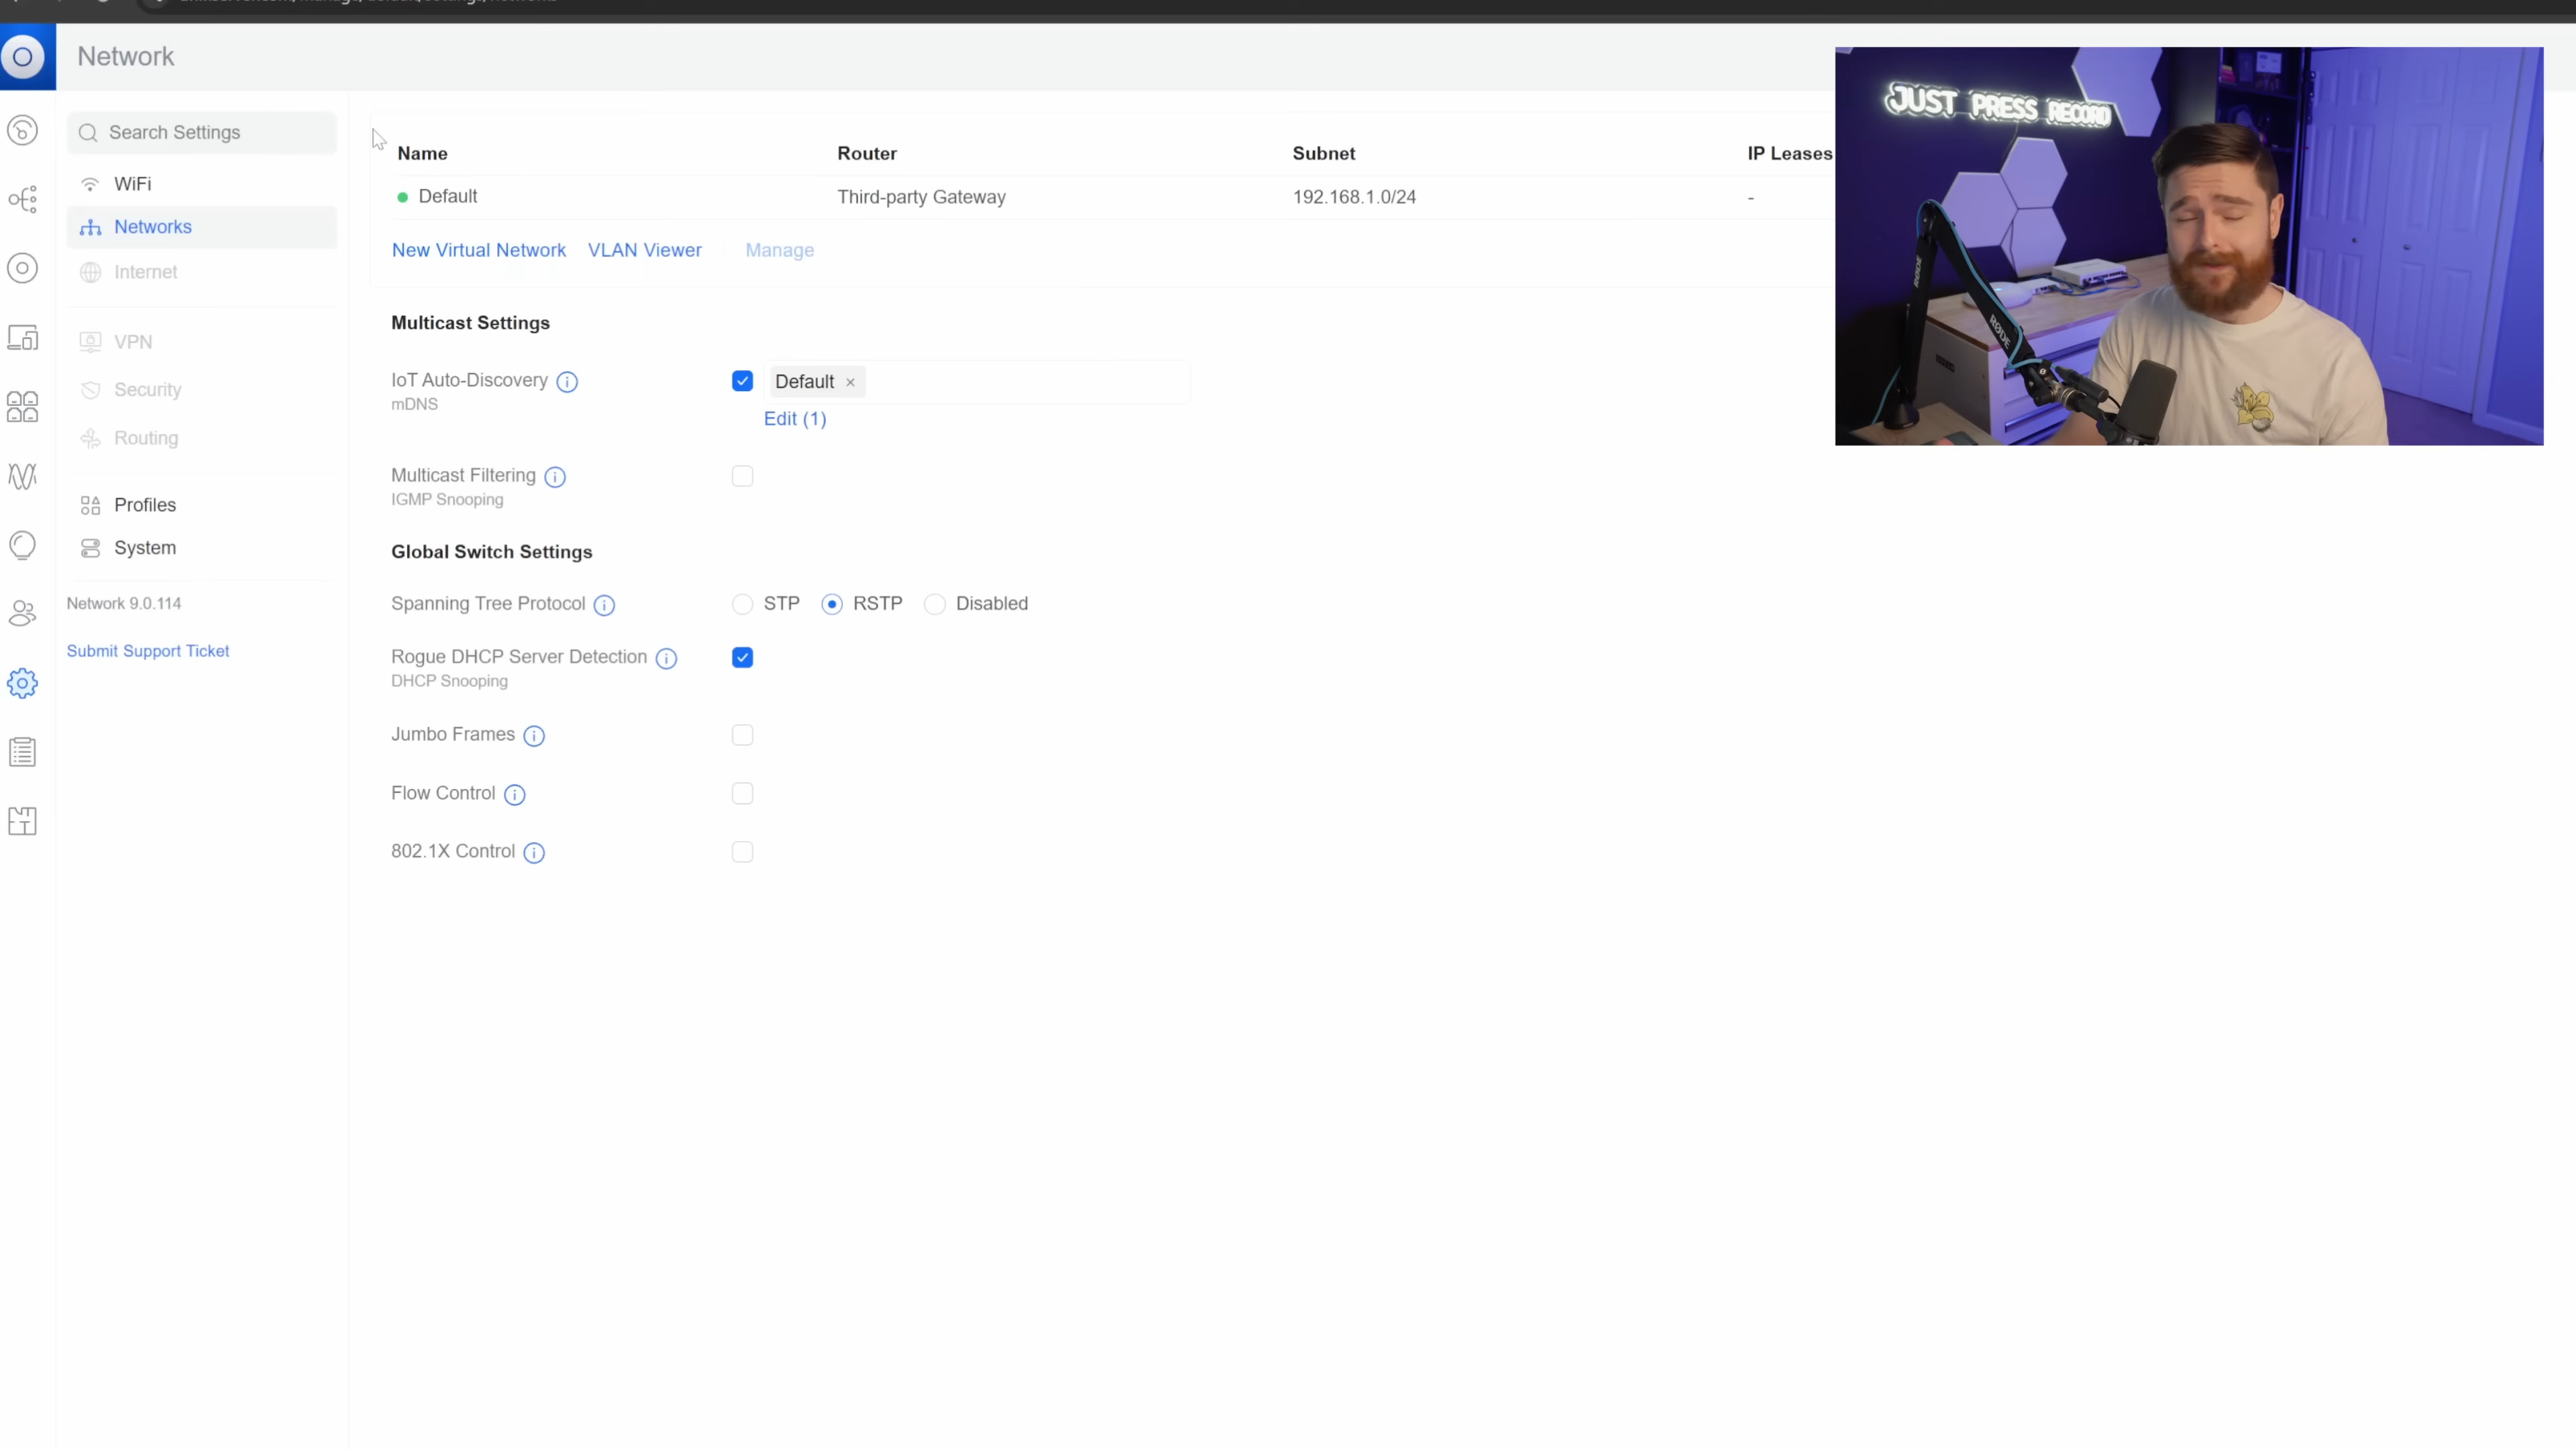 Network
Search Settings
WiFi
Networks
Internet
VPN
Security
Routing
Profiles
System
Network 9.0.114
Submit Support Ticket
Name Router Subnet IP Leases
Default Third-party Gateway 192.168.1.0/24 -
New Virtual Network VLAN Viewer Manage
Multicast Settings
IoT Auto-Discovery
mDNS
Default ×
Edit (1)
Multicast Filtering
IGMP Snooping
Global Switch Settings
Spanning Tree Protocol STP RSTP Disabled
Rogue DHCP Server Detection
DHCP Snooping
Jumbo Frames
Flow Control
802.1X Control
JUST PRESS RECORD
RØDE
RØDE